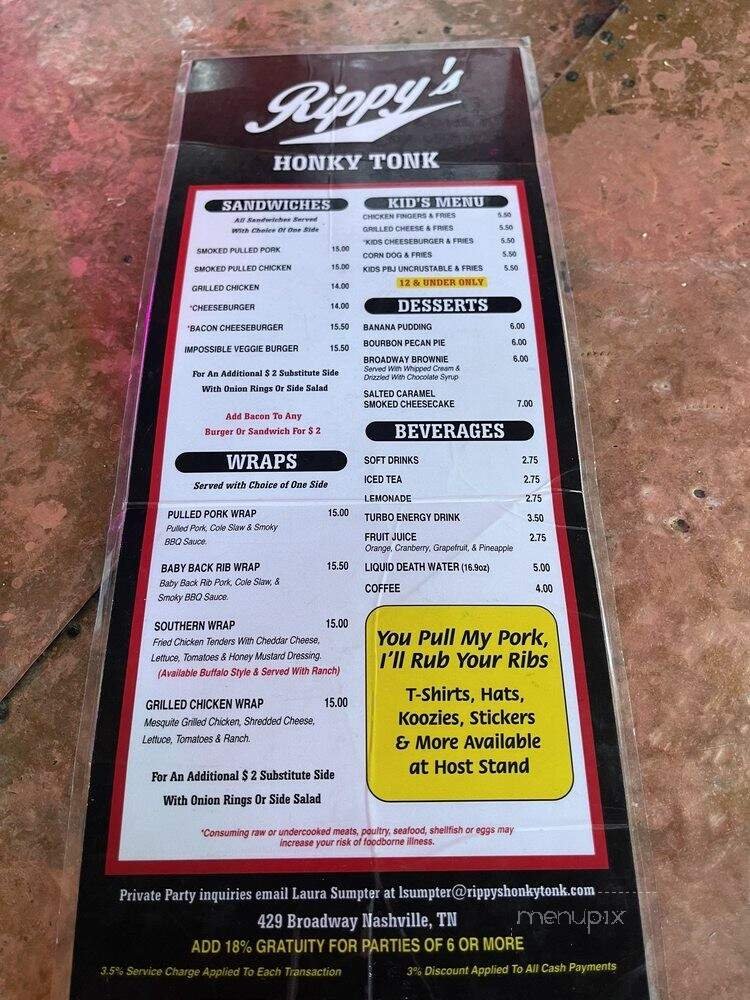 Rippy's
HONKY TONK
SANDWICHES
All Sandwiches Served
With Choice Of One Side
SMOKED PULLED PORK 15.00
SMOKED PULLED CHICKEN 15.00
GRILLED CHICKEN 14.00
*CHEESEBURGER 14.00
*BACON CHEESEBURGER 15.50
IMPOSSIBLE VEGGIE BURGER 15.50
For An Additional $ 2 Substitute Side
With Onion Rings Or Side Salad
Add Bacon To Any
Burger Or Sandwich For $ 2
WRAPS
Served with Choice of One Side
PULLED PORK WRAP 15.00
Pulled Pork, Cole Slaw & Smoky
BBQ Sauce.
BABY BACK RIB WRAP 15.50
Baby Back Rib Pork, Cole Slaw, &
Smoky BBQ Sauce.
SOUTHERN WRAP 15.00
Fried Chicken Tenders With Cheddar Cheese,
Lettuce, Tomatoes & Honey Mustard Dressing.
(Available Buffalo Style & Served With Ranch)
GRILLED CHICKEN WRAP 15.00
Mesquite Grilled Chicken, Shredded Cheese,
Lettuce, Tomatoes & Ranch.
For An Additional $ 2 Substitute Side
With Onion Rings Or Side Salad
KID'S MENU
CHICKEN FINGERS & FRIES 5.50
GRILLED CHEESE & FRIES 5.50
*KIDS CHEESEBURGER & FRIES 5.50
CORN DOG & FRIES 5.50
KIDS PBJ UNCRUSTABLE & FRIES 5.50
12 & UNDER ONLY
DESSERTS
BANANA PUDDING 6.00
BOURBON PECAN PIE 6.00
BROADWAY BROWNIE 6.00
Served With Whipped Cream &
Drizzled With Chocolate Syrup
SALTED CARAMEL
SMOKED CHEESECAKE 7.00
BEVERAGES
SOFT DRINKS 2.75
ICED TEA 2.75
LEMONADE 2.75
TURBO ENERGY DRINK 3.50
FRUIT JUICE 2.75
Orange, Cranberry, Grapefruit, & Pineapple
LIQUID DEATH WATER (16.9oz) 5.00
COFFEE 4.00
You Pull My Pork,
I'll Rub Your Ribs
T-Shirts, Hats,
Koozies, Stickers
& More Available
at Host Stand
*Consuming raw or undercooked meats, poultry, seafood, shellfish or eggs may
increase your risk of foodborne illness.
Private Party inquiries email Laura Sumpter at lsumpter@rippyshonkytonk.com
429 Broadway Nashville, TN
menupix
ADD 18% GRATUITY FOR PARTIES OF 6 OR MORE
3.5% Service Charge Applied To Each Transaction 3% Discount Applied To All Cash Payments